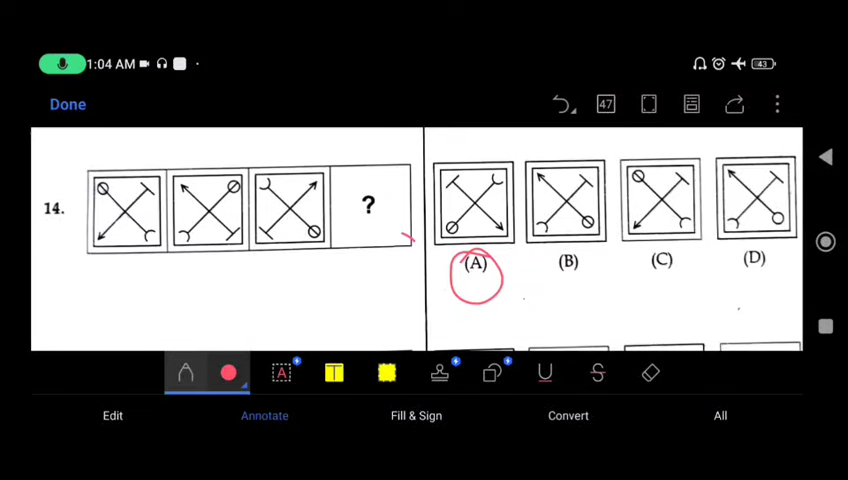 1:04 AM
43
Done
47
14.
?
(A)
(B)
(C)
(D)
A
T
U
S
Edit
Annotate
Fill & Sign
Convert
All